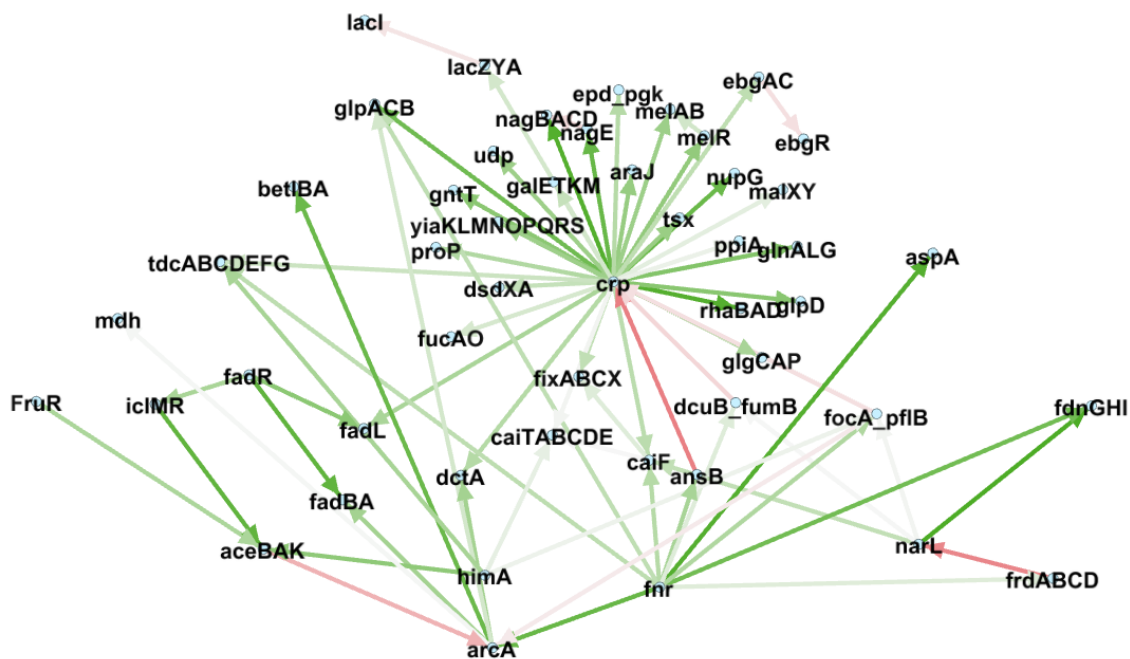 lacI
lacZYA
ebgAC
epd_pgk
glpACB
melAB
nagBACD
nagE
melR
ebgR
udp
araJ
nupG
betIBA
galETKM
malXY
gntT
yiaKLMNOPQRS
tsx
proP
ppiA
glnALG
aspA
tdcABCDEFG
crp
dsdXA
rhaBAD
glpD
mdh
fucAO
glgCAP
fadR
fixABCX
FruR
iclMR
dcuB_fumB
focA_pflB
fdnGHI
fadL
caiTABCDE
caiF
dctA
ansB
fadBA
aceBAK
narL
himA
fnr
frdABCD
arcA